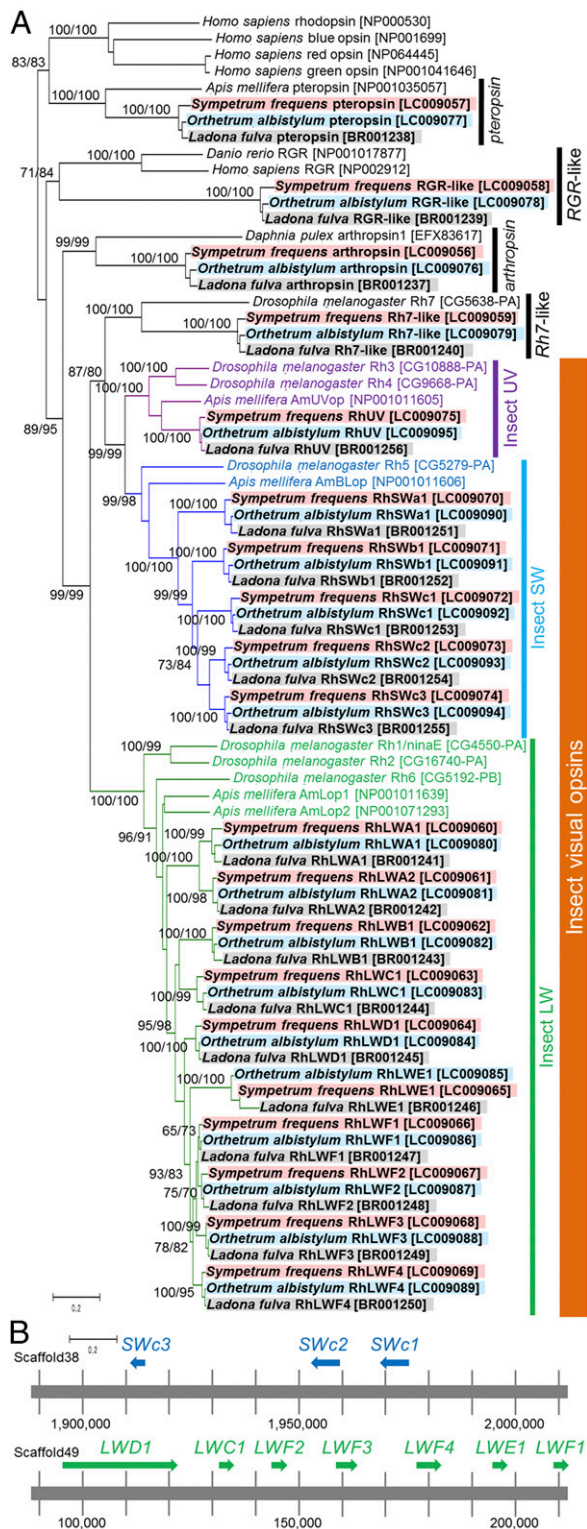 A
Homo sapiens rhodopsin [NP000530]
100/100
Homo sapiens blue opsin [NP001699]
83/83
Homo sapiens red opsin [NP064445]
Homo sapiens green opsin [NP001041646]
100/100
Apis mellifera pteropsin [NP001035057]
Sympetrum frequens pteropsin [LC009057]
100/100
Orthetrum albistylum pteropsin [LC009077]
Ladona fulva pteropsin [BR001238]
pteropsin
71/84
100/100
Danio rerio RGR [NP001017877]
Homo sapiens RGR [NP002912]
100/100
Sympetrum frequens RGR-like [LC009058]
Orthetrum albistylum RGR-like [LC009078]
Ladona fulva RGR-like [BR001239]
RGR-like
99/99
Daphnia pulex arthropsin1 [EFX83617]
Sympetrum frequens arthropsin [LC009056]
100/100
Orthetrum albistylum arthropsin [LC009076]
Ladona fulva arthropsin [BR001237]
arthropsin
100/100
Drosophila melanogaster Rh7 [CG5638-PA]
Sympetrum frequens Rh7-like [LC009059]
100/100
Orthetrum albistylum Rh7-like [LC009079]
Ladona fulva Rh7-like [BR001240]
Rh7-like
87/80
100/100
Drosophila melanogaster Rh3 [CG10888-PA]
Drosophila melanogaster Rh4 [CG9668-PA]
Apis mellifera AmUVop [NP001011605]
89/95
Sympetrum frequens RhUV [LC009075]
Orthetrum albistylum RhUV [LC009095]
100/100
Ladona fulva RhUV [BR001256]
Insect UV
99/99
Drosophila melanogaster Rh5 [CG5279-PA]
99/98
Apis mellifera AmBLop [NP001011606]
Sympetrum frequens RhSWa1 [LC009070]
100/100
Orthetrum albistylum RhSWa1 [LC009090]
Ladona fulva RhSWa1 [BR001251]
Sympetrum frequens RhSWb1 [LC009071]
100/100
100/100
Orthetrum albistylum RhSWb1 [LC009091]
Ladona fulva RhSWb1 [BR001252]
99/99
99/99
Sympetrum frequens RhSWc1 [LC009072]
100/100
Orthetrum albistylum RhSWc1 [LC009092]
Ladona fulva RhSWc1 [BR001253]
100/99
Sympetrum frequens RhSWc2 [LC009073]
73/84
Orthetrum albistylum RhSWc2 [LC009093]
Ladona fulva RhSWc2 [BR001254]
Sympetrum frequens RhSWc3 [LC009074]
100/100
Orthetrum albistylum RhSWc3 [LC009094]
Ladona fulva RhSWc3 [BR001255]
Insect SW
100/99
Drosophila melanogaster Rh1/ninaE [CG4550-PA]
Drosophila melanogaster Rh2 [CG16740-PA]
Drosophila melanogaster Rh6 [CG5192-PB]
100/100
Apis mellifera AmLop1 [NP001011639]
Apis mellifera AmLop2 [NP001071293]
96/91
100/99
Sympetrum frequens RhLWA1 [LC009060]
Orthetrum albistylum RhLWA1 [LC009080]
100/100
Ladona fulva RhLWA1 [BR001241]
Sympetrum frequens RhLWA2 [LC009061]
100/98
Orthetrum albistylum RhLWA2 [LC009081]
Ladona fulva RhLWA2 [BR001242]
100/100
Sympetrum frequens RhLWB1 [LC009062]
Orthetrum albistylum RhLWB1 [LC009082]
Ladona fulva RhLWB1 [BR001243]
Sympetrum frequens RhLWC1 [LC009063]
100/99
Orthetrum albistylum RhLWC1 [LC009083]
Ladona fulva RhLWC1 [BR001244]
95/98
Sympetrum frequens RhLWD1 [LC009064]
100/100
Orthetrum albistylum RhLWD1 [LC009084]
Ladona fulva RhLWD1 [BR001245]
100/100
Orthetrum albistylum RhLWE1 [LC009085]
Sympetrum frequens RhLWE1 [LC009065]
Ladona fulva RhLWE1 [BR001246]
65/73
Sympetrum frequens RhLWF1 [LC009066]
Orthetrum albistylum RhLWF1 [LC009086]
Ladona fulva RhLWF1 [BR001247]
93/83
Sympetrum frequens RhLWF2 [LC009067]
75/70
Orthetrum albistylum RhLWF2 [LC009087]
Ladona fulva RhLWF2 [BR001248]
100/99
Sympetrum frequens RhLWF3 [LC009068]
78/82
Orthetrum albistylum RhLWF3 [LC009088]
Ladona fulva RhLWF3 [BR001249]
Sympetrum frequens RhLWF4 [LC009069]
100/95
Orthetrum albistylum RhLWF4 [LC009089]
Ladona fulva RhLWF4 [BR001250]
Insect LW
Insect visual opsins
0.2
B
0.2
Scaffold38
SWc3 SWc2 SWc1
1,900,000 1,950,000 2,000,000
Scaffold49
LWD1 LWC1 LWF2 LWF3 LWF4 LWE1 LWF1
100,000 150,000 200,000